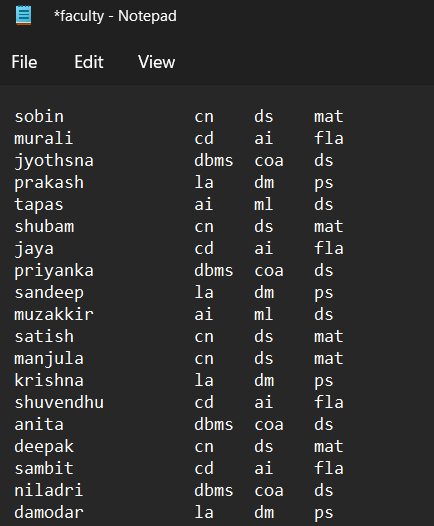 *faculty - Notepad
File Edit View
sobin cn ds mat
murali cd ai fla
jyothsna dbms coa ds
prakash la dm ps
tapas ai ml ds
shubam cn ds mat
jaya cd ai fla
priyanka dbms coa ds
sandeep la dm ps
muzakkir ai ml ds
satish cn ds mat
manjula cn ds mat
krishna la dm ps
shuvendhu cd ai fla
anita dbms coa ds
deepak cn ds mat
sambit cd ai fla
niladri dbms coa ds
damodar la dm ps